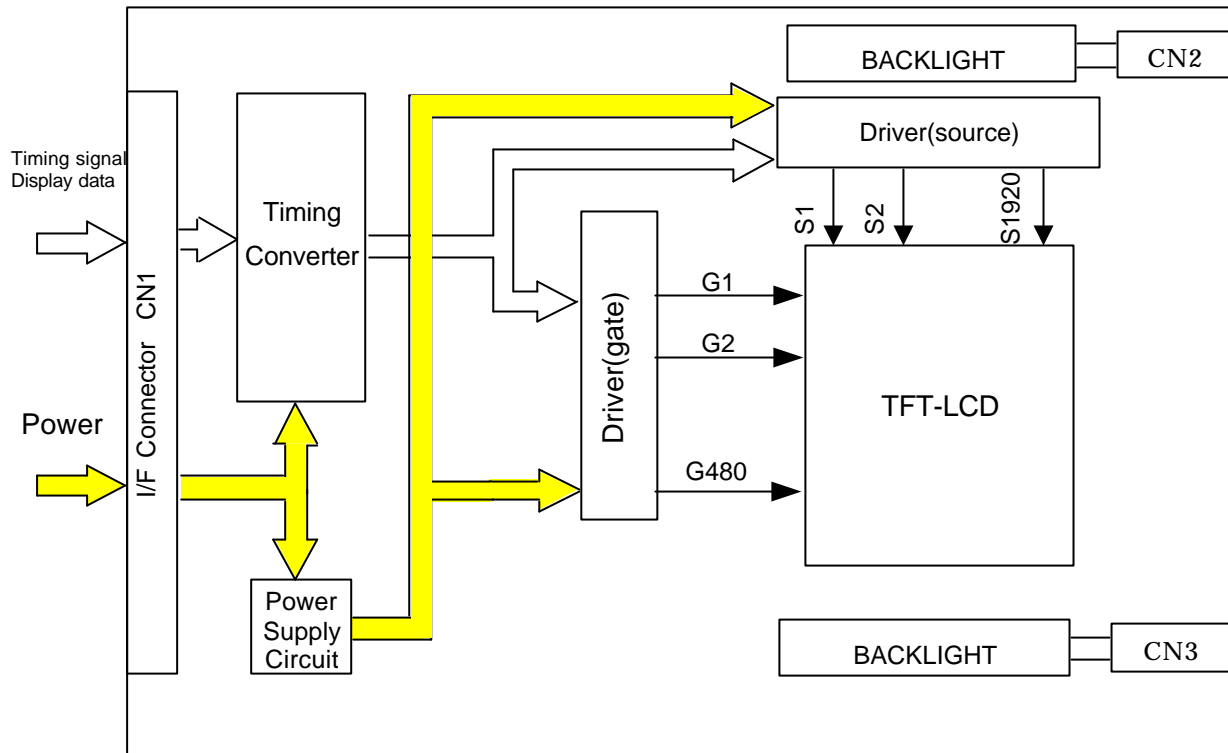 BACKLIGHT
CN2
Driver(source)
Timing signal
Display data
Timing
Converter
I/F Connector CN1
S1
S2
S1920
G1
G2
G480
Driver(gate)
TFT-LCD
Power
Power
Supply
Circuit
BACKLIGHT
CN3